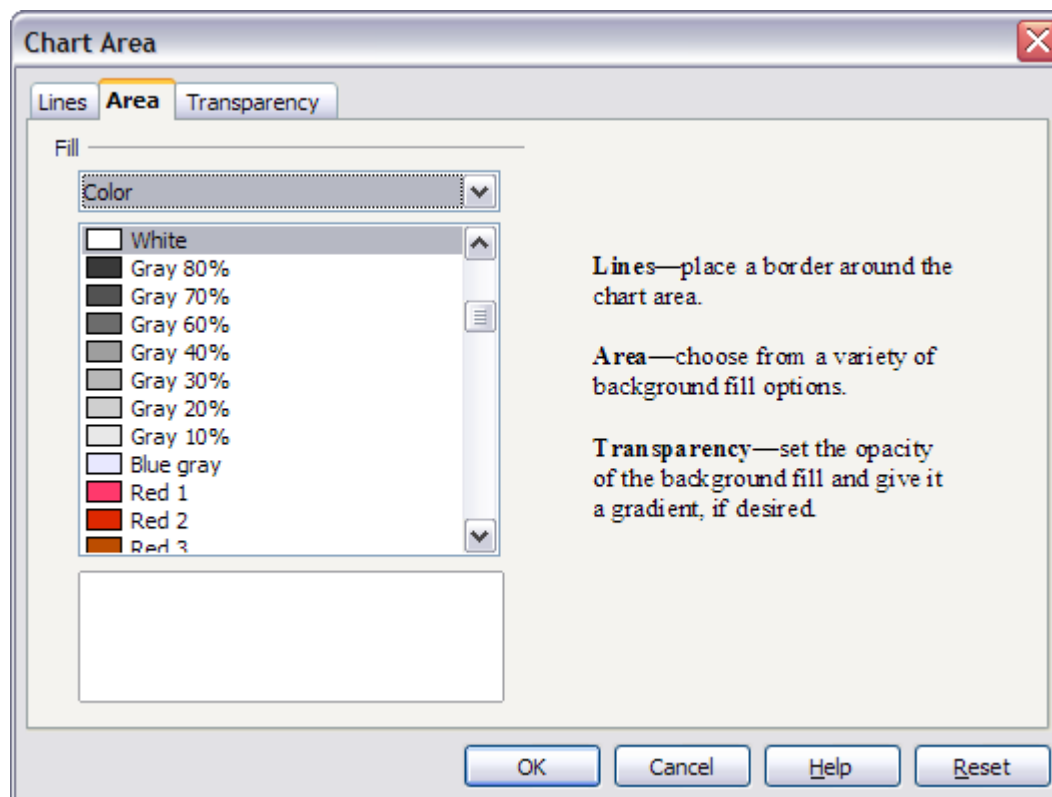 Chart Area
Lines Area Transparency
Fill
Color
White
Gray 80%
Gray 70%
Gray 60%
Gray 40%
Gray 30%
Gray 20%
Gray 10%
Blue gray
Red 1
Red 2
Red 3
Lines—place a border around the
chart area.
Area—choose from a variety of
background fill options.
Transparency—set the opacity
of the background fill and give it
a gradient, if desired.
OK Cancel Help Reset